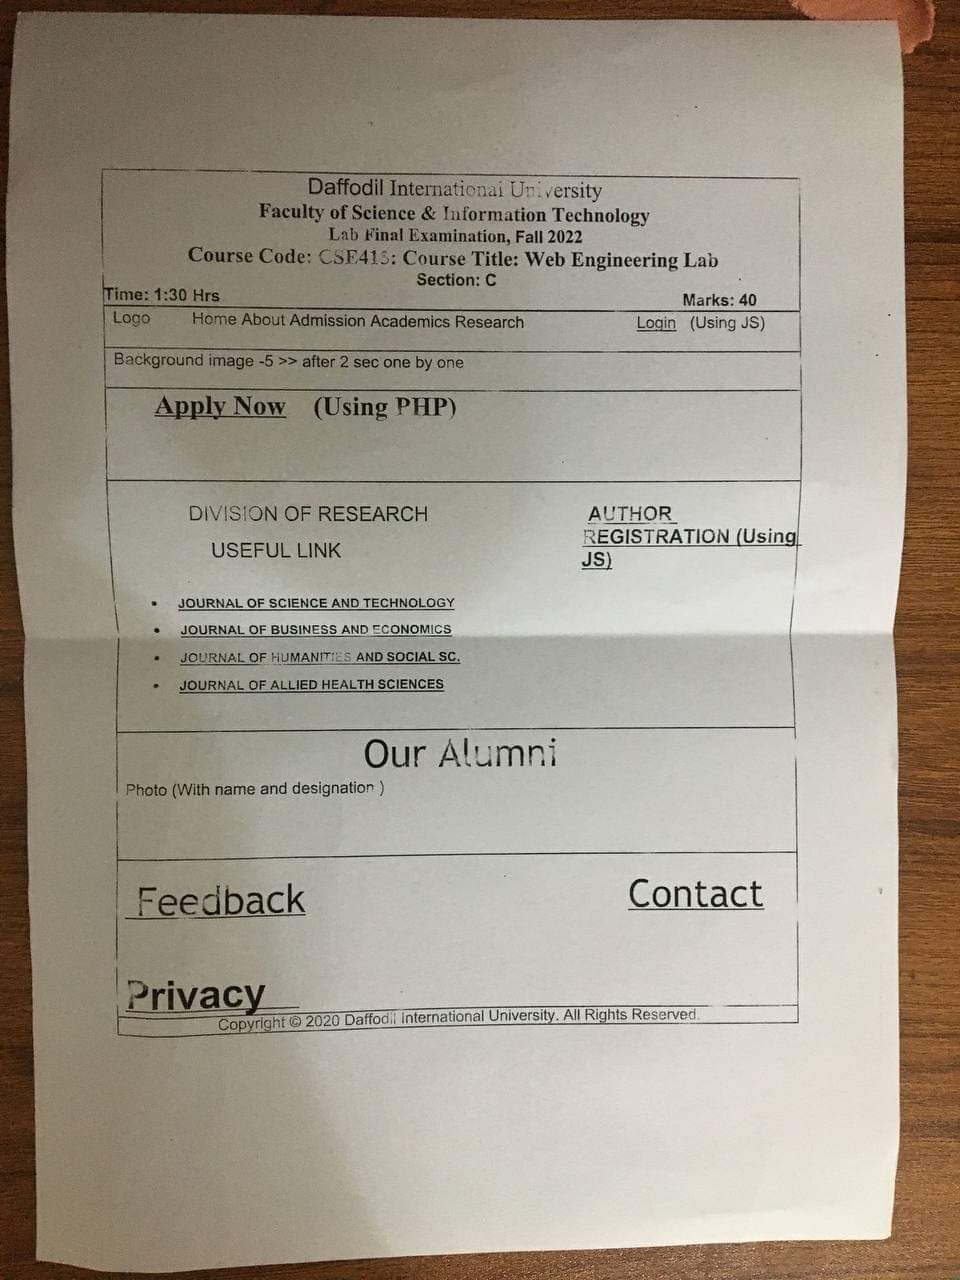 Daffodil International University
Faculty of Science & Information Technology
Lab Final Examination, Fall 2022
Course Code: CSE415: Course Title: Web Engineering Lab
Section: C
Time: 1:30 Hrs Marks: 40
Logo Home About Admission Academics Research Login (Using JS)
Background image -5 >> after 2 sec one by one
Apply Now (Using PHP)
DIVISION OF RESEARCH
USEFUL LINK
AUTHOR
REGISTRATION (Using
JS)
• JOURNAL OF SCIENCE AND TECHNOLOGY
• JOURNAL OF BUSINESS AND ECONOMICS
• JOURNAL OF HUMANITIES AND SOCIAL SC.
• JOURNAL OF ALLIED HEALTH SCIENCES
Our Alumni
Photo (With name and designation )
Feedback Contact
Privacy
Copyright © 2020 Daffodil International University. All Rights Reserved.